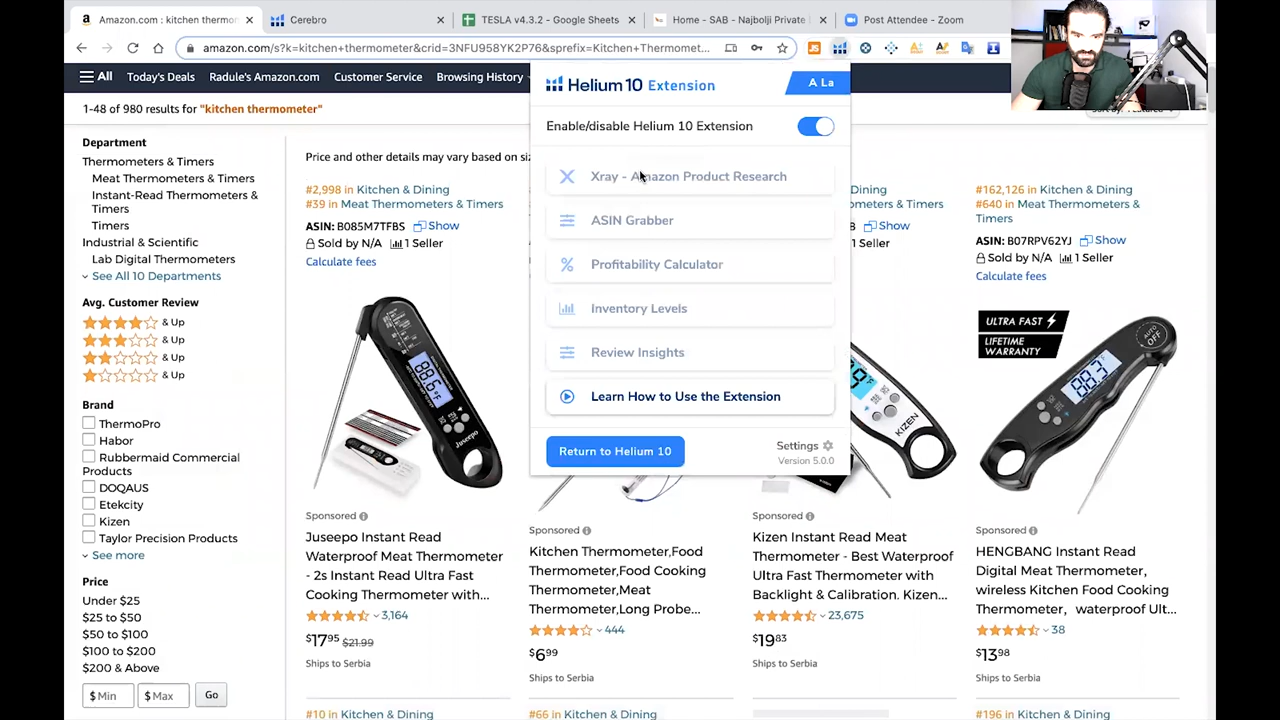 Amazon.com : kitchen thermo
Cerebro
TESLA v4.3.2 - Google Sheets
Home - SAB - Najbolji Private
Post Attendee - Zoom
amazon.com/s?k=kitchen+thermometer&crid=3NFU958YK2P76&sprefix=Kitchen+Thermomet...
All
Today's Deals
Radule's Amazon.com
Customer Service
Browsing History
1-48 of 980 results for "kitchen thermometer"
Helium 10 Extension
A La
Enable/disable Helium 10 Extension
Xray - Amazon Product Research
ASIN Grabber
Profitability Calculator
Inventory Levels
Review Insights
Learn How to Use the Extension
Return to Helium 10
Settings
Version 5.0.0
Department
Thermometers & Timers
Meat Thermometers & Timers
Instant-Read Thermometers &
Timers
Timers
Industrial & Scientific
Lab Digital Thermometers
See All 10 Departments
Avg. Customer Review
& Up
& Up
& Up
& Up
Brand
ThermoPro
Habor
Rubbermaid Commercial
Products
DOQAUS
Etekcity
Kizen
Taylor Precision Products
See more
Price
Under $25
$25 to $50
$50 to $100
$100 to $200
$200 & Above
$ Min
$ Max
Go
Price and other details may vary based on si
#2,998 in Kitchen & Dining
#39 in Meat Thermometers & Timers
ASIN: B085M7TFBS
Show
Sold by N/A
1 Seller
Calculate fees
Juseepo
Sponsored
Juseepo Instant Read
Waterproof Meat Thermometer
- 2s Instant Read Ultra Fast
Cooking Thermometer with...
3,164
$17.95 $21.99
Ships to Serbia
#10 in Kitchen & Dining
Sponsored
Kitchen Thermometer,Food
Thermometer,Food Cooking
Thermometer,Meat
Thermometer,Long Probe...
444
$6.99
Ships to Serbia
#66 in Kitchen & Dining
& Dining
ometers & Timers
Show
1 Seller
KIZEN
Sponsored
Kizen Instant Read Meat
Thermometer - Best Waterproof
Ultra Fast Thermometer with
Backlight & Calibration. Kizen...
23,675
$19.83
Ships to Serbia
#162,126 in Kitchen & Dining
#640 in Meat Thermometers &
Timers
ASIN: B07RPV62YJ
Show
Sold by N/A
1 Seller
Calculate fees
ULTRA FAST
LIFETIME
WARRANTY
AUTO
OFF
Sponsored
HENGBANG Instant Read
Digital Meat Thermometer,
wireless Kitchen Food Cooking
Thermometer, waterproof Ult...
38
$13.98
Ships to Serbia
#196 in Kitchen & Dining